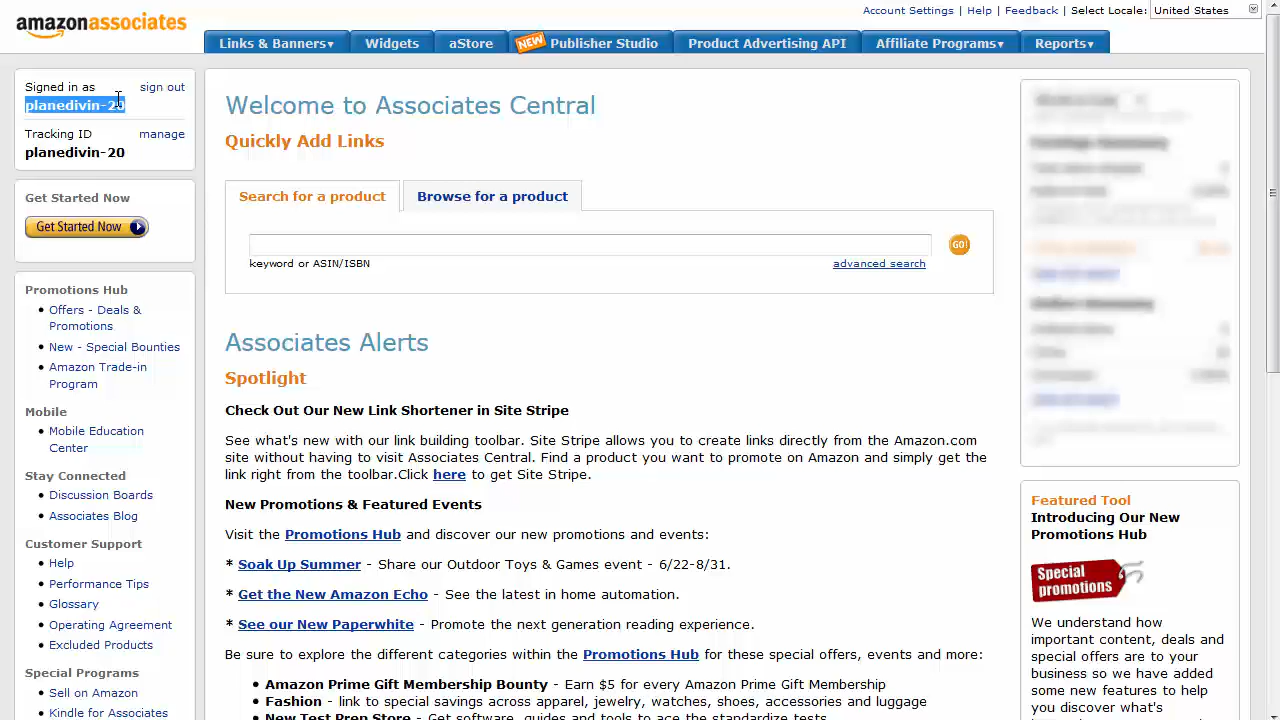 amazonassociates
Account Settings | Help | Feedback | Select Locale: United States
Links & Banners▾
Widgets
aStore
NEW Publisher Studio
Product Advertising API
Affiliate Programs▾
Reports▾
Signed in as sign out
planedivin-20
Tracking ID manage
planedivin-20
Get Started Now
Get Started Now
Promotions Hub
• Offers - Deals &
Promotions
• New - Special Bounties
• Amazon Trade-in
Program
Mobile
• Mobile Education
Center
Stay Connected
• Discussion Boards
• Associates Blog
Customer Support
• Help
• Performance Tips
• Glossary
• Operating Agreement
• Excluded Products
Special Programs
• Sell on Amazon
• Kindle for Associates
Welcome to Associates Central
Quickly Add Links
Search for a product
Browse for a product
GO!
keyword or ASIN/ISBN
advanced search
Associates Alerts
Spotlight
Check Out Our New Link Shortener in Site Stripe
See what's new with our link building toolbar. Site Stripe allows you to create links directly from the Amazon.com
site without having to visit Associates Central. Find a product you want to promote on Amazon and simply get the
link right from the toolbar.Click here to get Site Stripe.
New Promotions & Featured Events
Visit the Promotions Hub and discover our new promotions and events:
* Soak Up Summer - Share our Outdoor Toys & Games event - 6/22-8/31.
* Get the New Amazon Echo - See the latest in home automation.
* See our New Paperwhite - Promote the next generation reading experience.
Be sure to explore the different categories within the Promotions Hub for these special offers, events and more:
• Amazon Prime Gift Membership Bounty - Earn $5 for every Amazon Prime Gift Membership
• Fashion - link to special savings across apparel, jewelry, watches, shoes, accessories and luggage
• New Test Prep Store - Get software, guides and tools to ace the standardize tests
Featured Tool
Introducing Our New
Promotions Hub
Special
promotions
We understand how
important content, deals and
special offers are to your
business so we have added
some new features to help
you discover what's